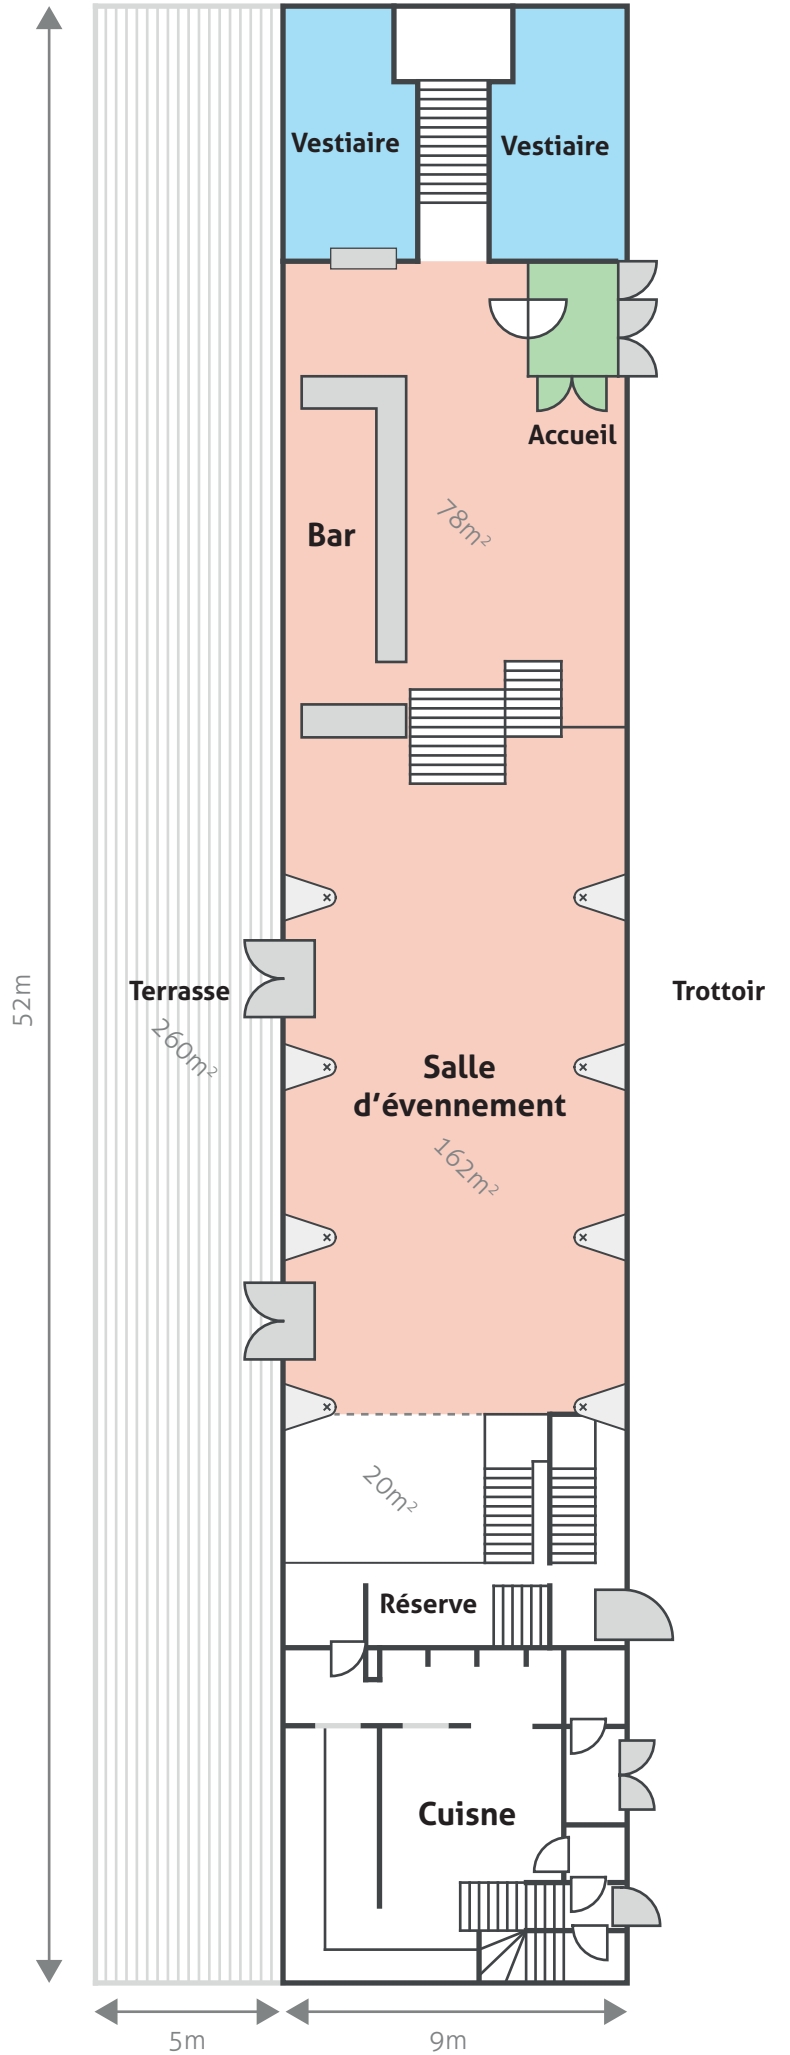 Vestiaire
Vestiaire
Accueil
Bar
78m²
52m
Terrasse
260m²
Trottoir
Salle
d’évennement
162m²
20m²
Réserve
Cuisne
5m
9m